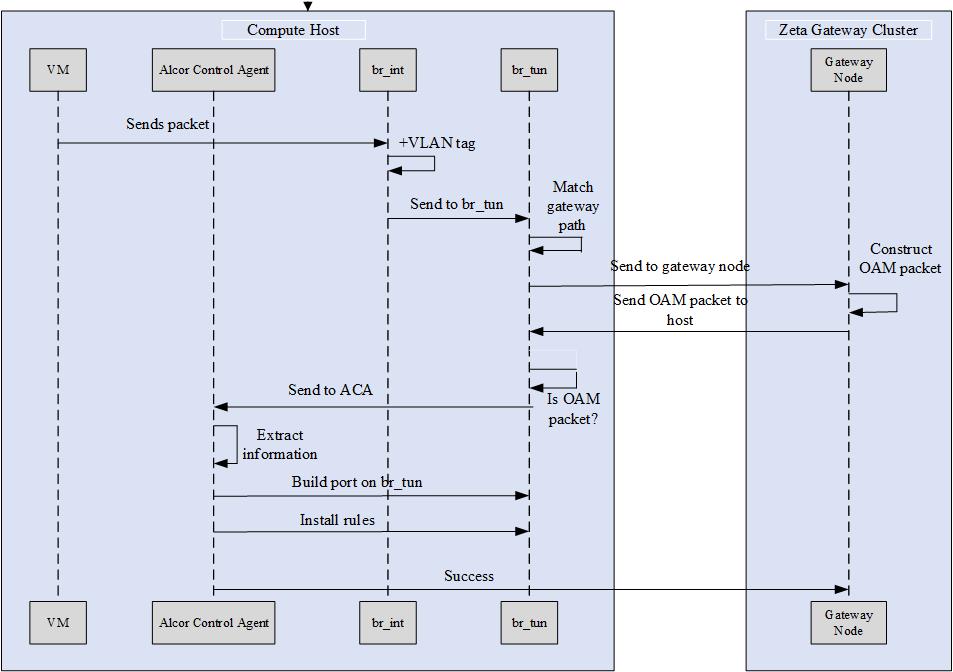 Compute Host
Zeta Gateway Cluster
VM
Alcor Control Agent
br_int
br_tun
Gateway
Node
Sends packet
+VLAN tag
Send to br_tun
Match
gateway
path
Send to gateway node
Construct
OAM packet
Send OAM packet to
host
Is OAM
packet?
Send to ACA
Extract
information
Build port on br_tun
Install rules
Success
VM
Alcor Control Agent
br_int
br_tun
Gateway
Node